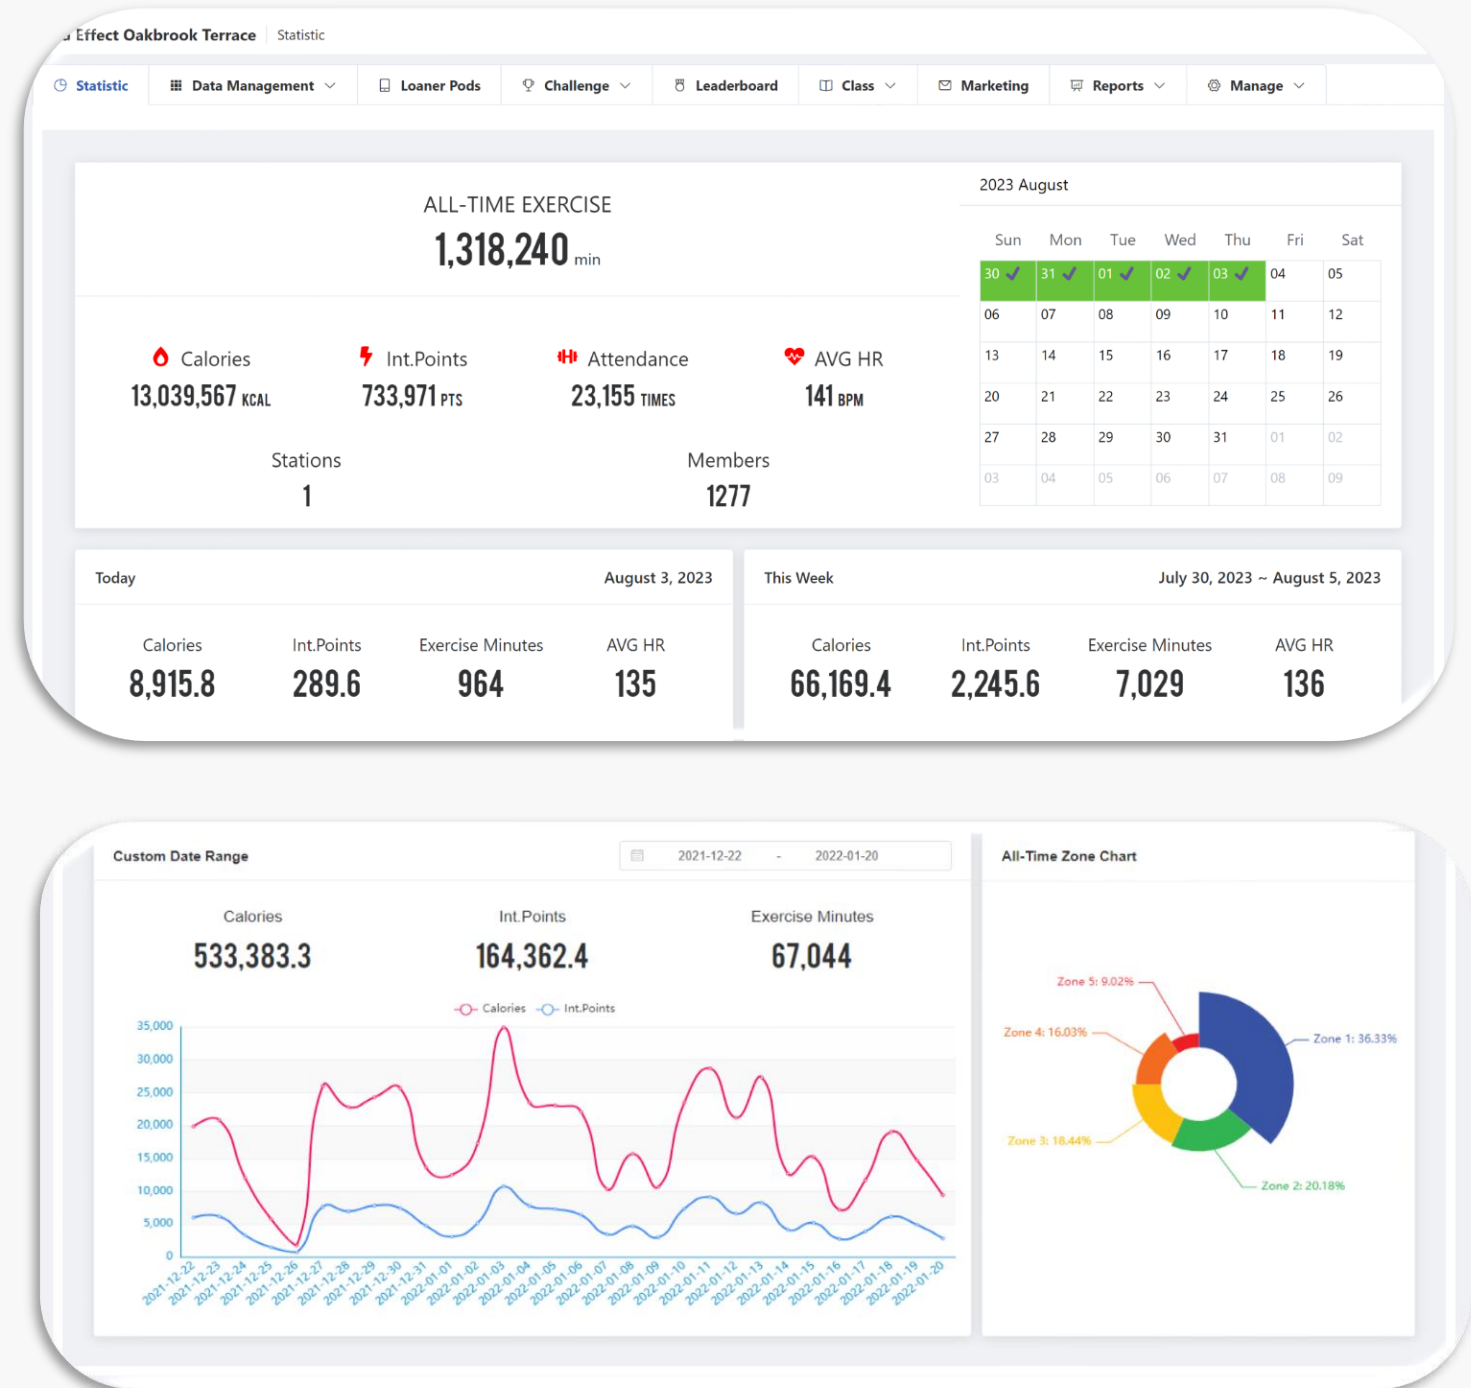 Effect Oakbrook Terrace Statistic
Statistic Data Management Loaner Pods Challenge Leaderboard Class Marketing Reports Manage
ALL-TIME EXERCISE
1,318,240 min
Calories Int.Points Attendance AVG HR
13,039,567 KCAL 733,971 PTS 23,155 TIMES 141 BPM
Stations Members
1 1277
2023 August
Sun Mon Tue Wed Thu Fri Sat
30 31 01 02 03 04 05
06 07 08 09 10 11 12
13 14 15 16 17 18 19
20 21 22 23 24 25 26
27 28 29 30 31 01 02
03 04 05 06 07 08 09
Today August 3, 2023
Calories Int.Points Exercise Minutes AVG HR
8,915.8 289.6 964 135
This Week July 30, 2023 ~ August 5, 2023
Calories Int.Points Exercise Minutes AVG HR
66,169.4 2,245.6 7,029 136
Custom Date Range 2021-12-22 - 2022-01-20
Calories Int.Points Exercise Minutes
533,383.3 164,362.4 67,044
Calories Int.Points
35,000
30,000
25,000
20,000
15,000
10,000
5,000
0
2021-12-22 2021-12-23 2021-12-24 2021-12-25 2021-12-26 2021-12-27 2021-12-28 2021-12-29 2021-12-30 2021-12-31 2022-01-01 2022-01-02 2022-01-03 2022-01-04 2022-01-05 2022-01-06 2022-01-07 2022-01-08 2022-01-09 2022-01-10 2022-01-11 2022-01-12 2022-01-13 2022-01-14 2022-01-15 2022-01-16 2022-01-17 2022-01-18 2022-01-19 2022-01-20
All-Time Zone Chart
Zone 5: 9.02%
Zone 4: 16.03%
Zone 1: 36.33%
Zone 3: 18.44%
Zone 2: 20.18%